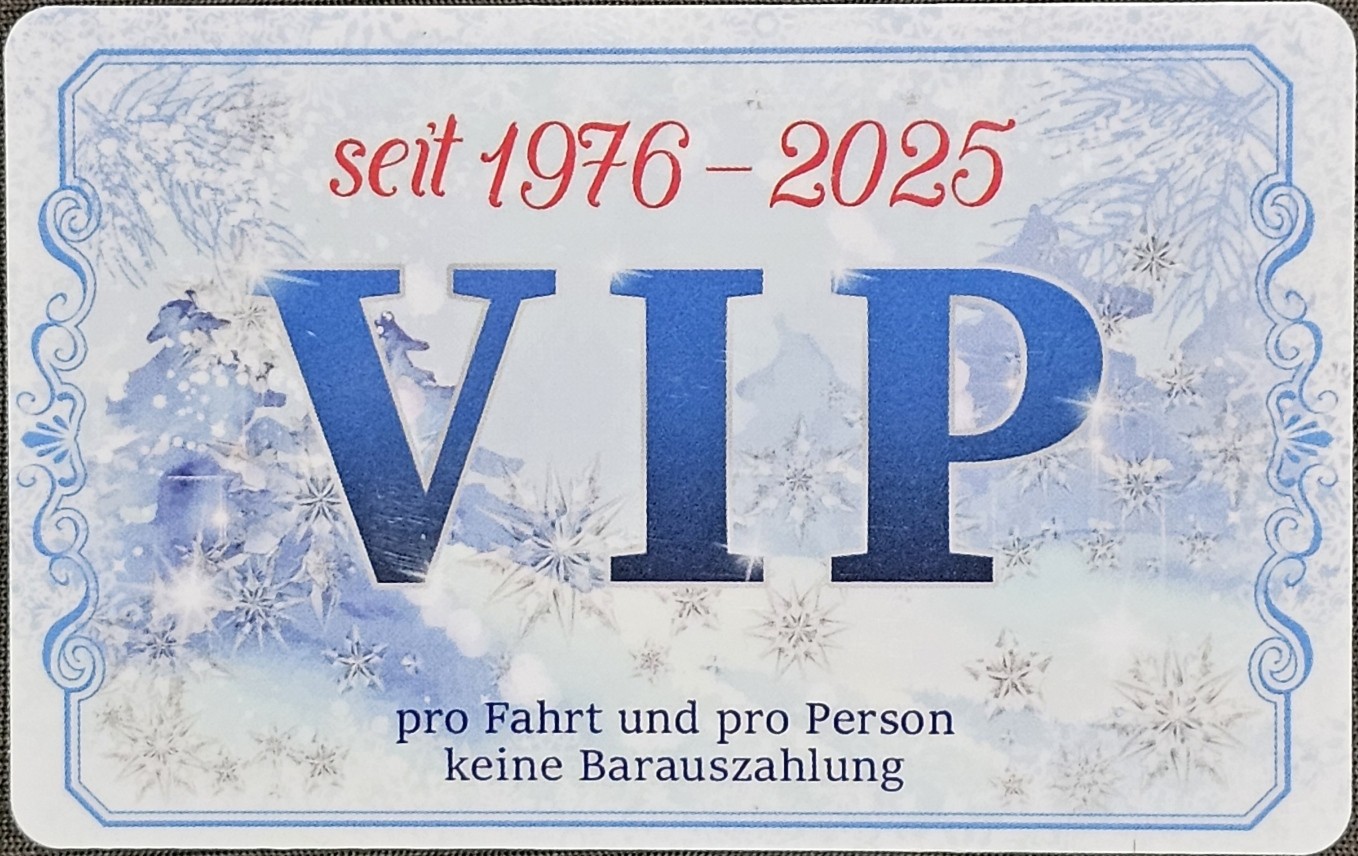 seit 1976 – 2025
VIP
pro Fahrt und pro Person
keine Barauszahlung